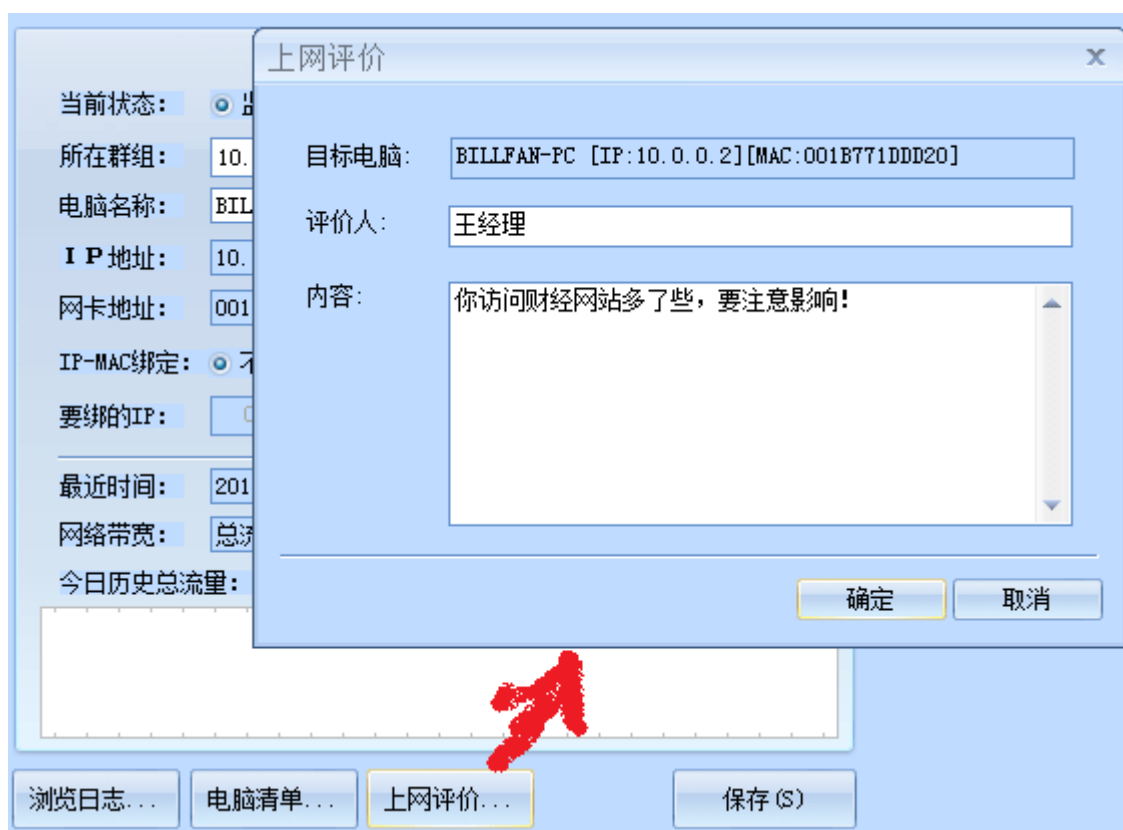 上网评价
目标电脑: BILLFAN-PC [IP:10.0.0.2][MAC:001B771DDD20]
评价人: 王经理
内容: 你访问财经网站多了些，要注意影响!
确定 取消
当前状态:
所在群组: 10.
电脑名称: BIL
IP地址: 10.
网卡地址: 001
IP-MAC绑定:
要绑的IP:
最近时间: 201
网络带宽: 总
今日历史总流量:
浏览日志... 电脑清单... 上网评价... 保存(S)